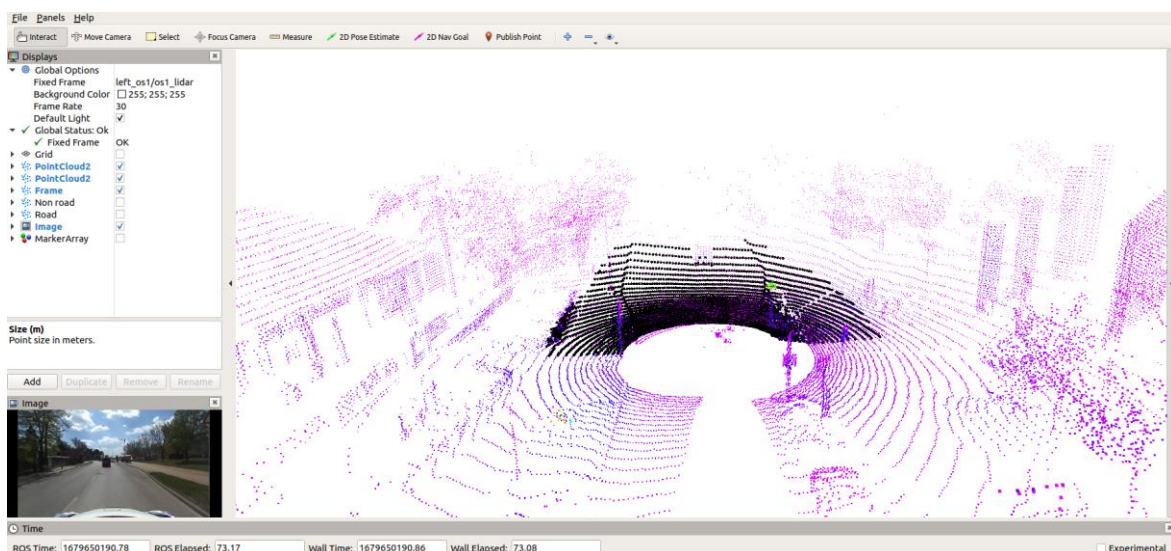 File Panels Help
Interact Move Camera Select Focus Camera Measure 2D Pose Estimate 2D Nav Goal Publish Point
Displays
Global Options
Fixed Frame left_os1/os1_lidar
Background Color 255; 255; 255
Frame Rate 30
Default Light
Global Status: Ok
Fixed Frame OK
Grid
PointCloud2
PointCloud2
Frame
Non road
Road
Image
MarkerArray
Size (m)
Point size in meters.
Add Duplicate Remove Rename
Image
Time
ROS Time: 1679650190.78 ROS Elapsed: 73.17 Wall Time: 1679650190.86 Wall Elapsed: 73.08 Experimental